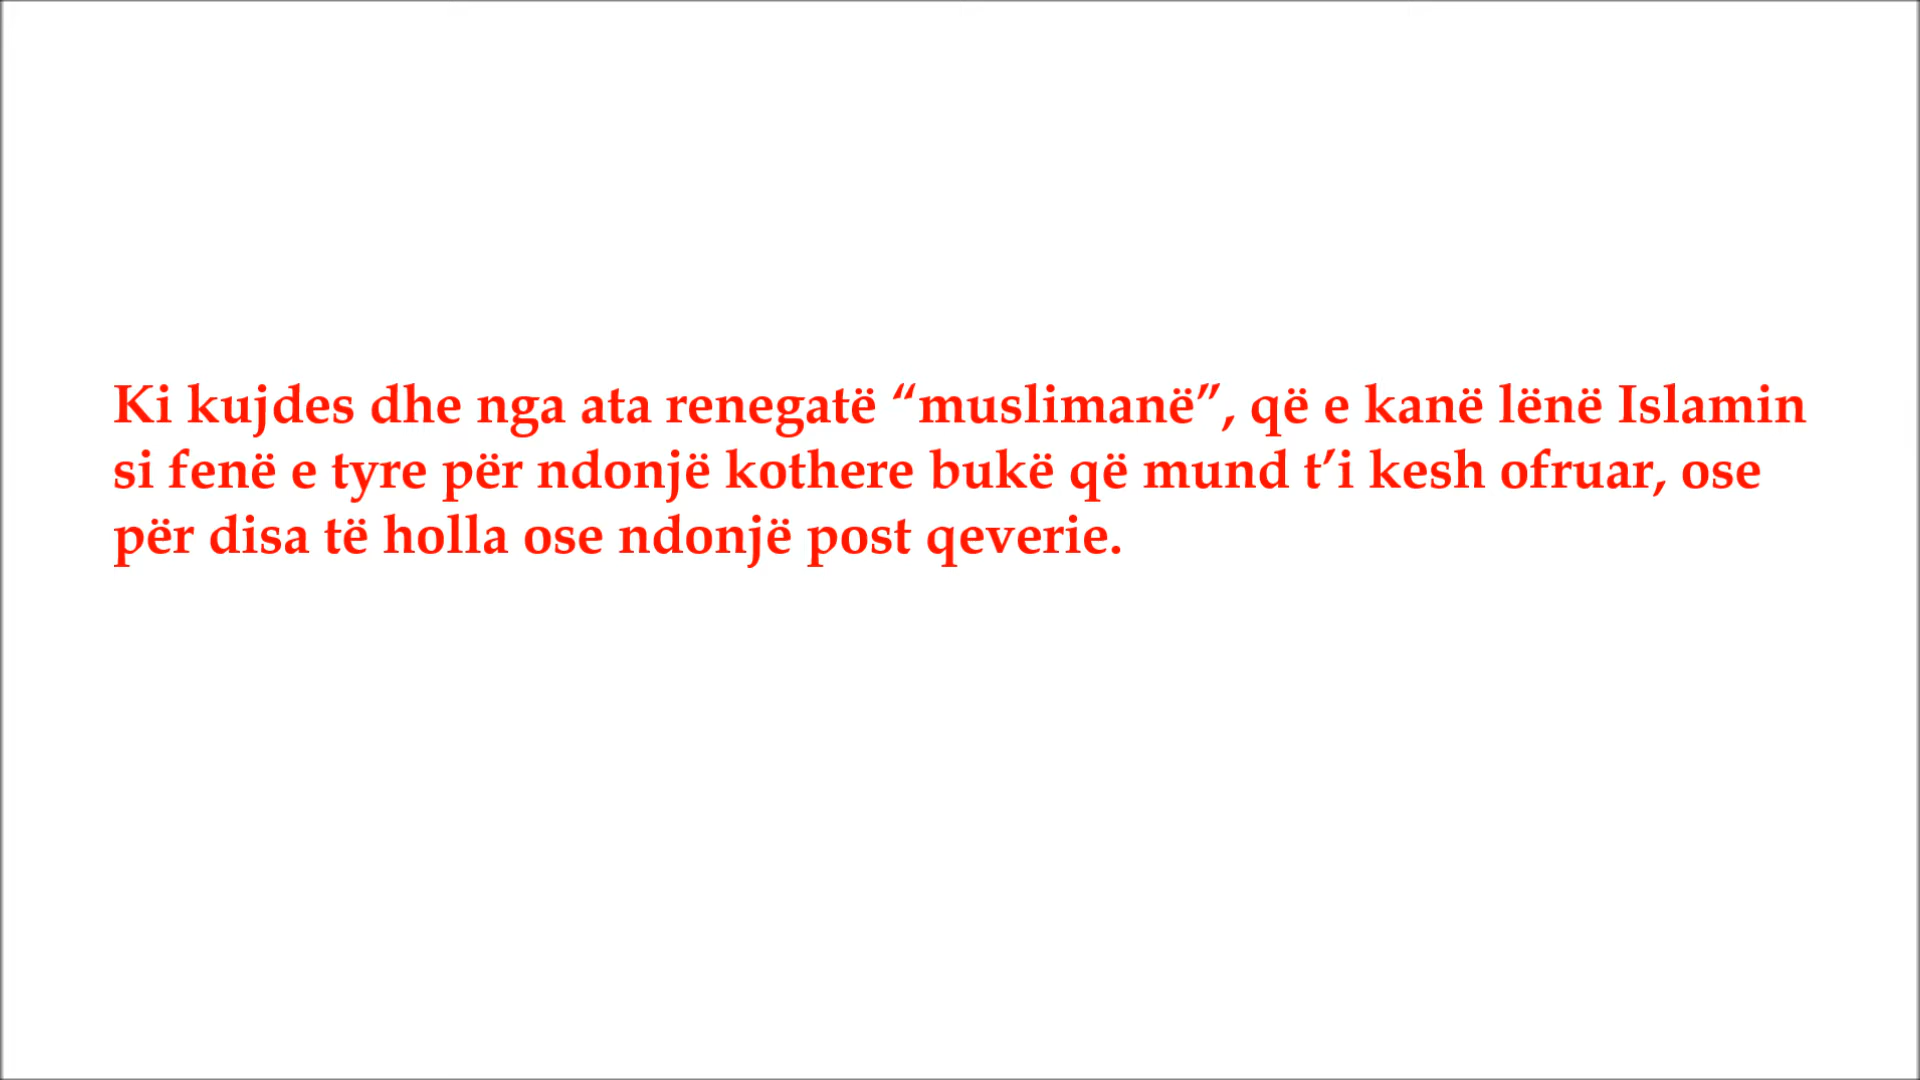 Ki kujdes dhe nga ata renegatë “muslimanë”, që e kanë lënë Islamin
si fenë e tyre për ndonjë kothere bukë që mund t’i kesh ofruar, ose
për disa të holla ose ndonjë post qeverie.